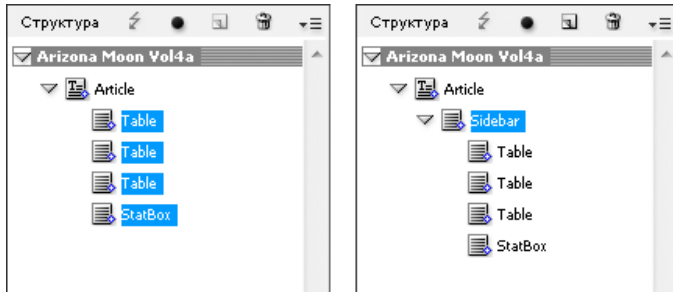 Структура
Arizona Moon Vol4a
Article
Table
Table
Table
StatBox
Структура
Arizona Moon Vol4a
Article
Sidebar
Table
Table
Table
StatBox